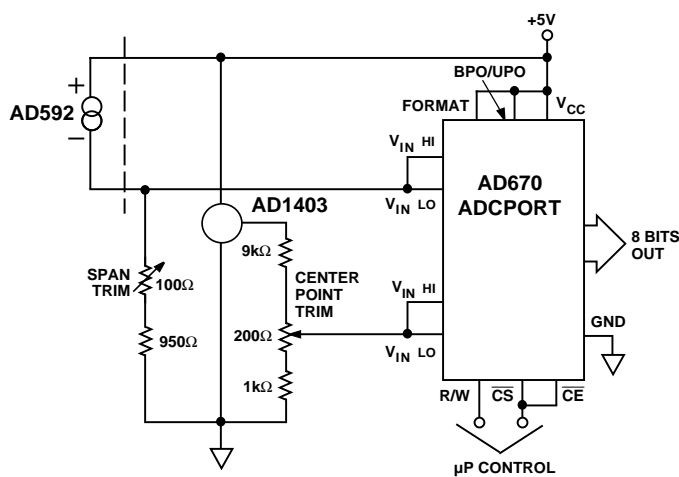 +5V
BPO/UPO
FORMAT
VCC
+
AD592
–
VIN HI
VIN LO
AD670
ADCPORT
AD1403
8 BITS
OUT
9kΩ
SPAN
TRIM
100Ω
CENTER
POINT
TRIM
VIN HI
200Ω
VIN LO
GND
950Ω
1kΩ
R/W
CS
CE
µP CONTROL